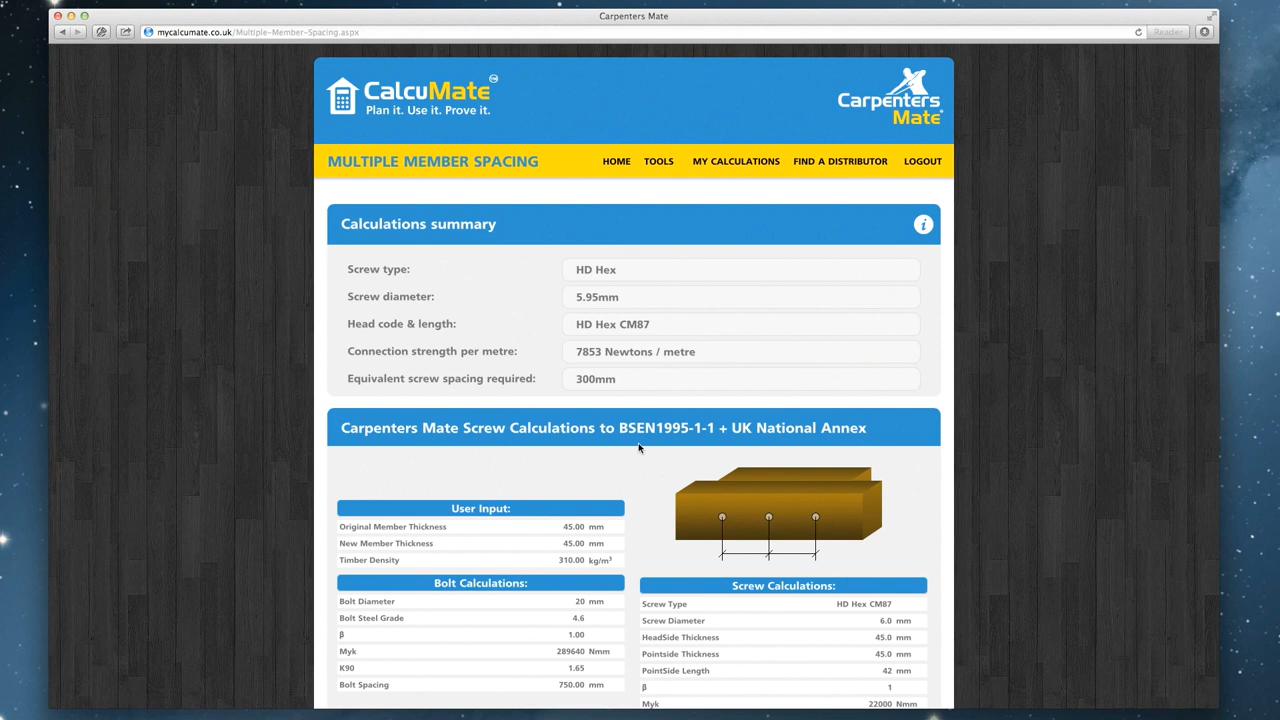 Carpenters Mate
mycalcumate.co.uk/Multiple-Member-Spacing.aspx
Reader
CalcuMate™
Plan it. Use it. Prove it.
Carpenters
Mate
MULTIPLE MEMBER SPACING
HOME TOOLS MY CALCULATIONS FIND A DISTRIBUTOR LOGOUT
Calculations summary
i
Screw type: HD Hex
Screw diameter: 5.95mm
Head code & length: HD Hex CM87
Connection strength per metre: 7853 Newtons / metre
Equivalent screw spacing required: 300mm
Carpenters Mate Screw Calculations to BSEN1995-1-1 + UK National Annex
User Input:
Original Member Thickness 45.00 mm
New Member Thickness 45.00 mm
Timber Density 310.00 kg/m³
Bolt Calculations:
Bolt Diameter 20 mm
Bolt Steel Grade 4.6
β 1.00
Myk 289640 Nmm
K90 1.65
Bolt Spacing 750.00 mm
Screw Calculations:
Screw Type HD Hex CM87
Screw Diameter 6.0 mm
HeadSide Thickness 45.0 mm
Pointside Thickness 45.0 mm
PointSide Length 42 mm
β 1
Myk 22000 Nmm